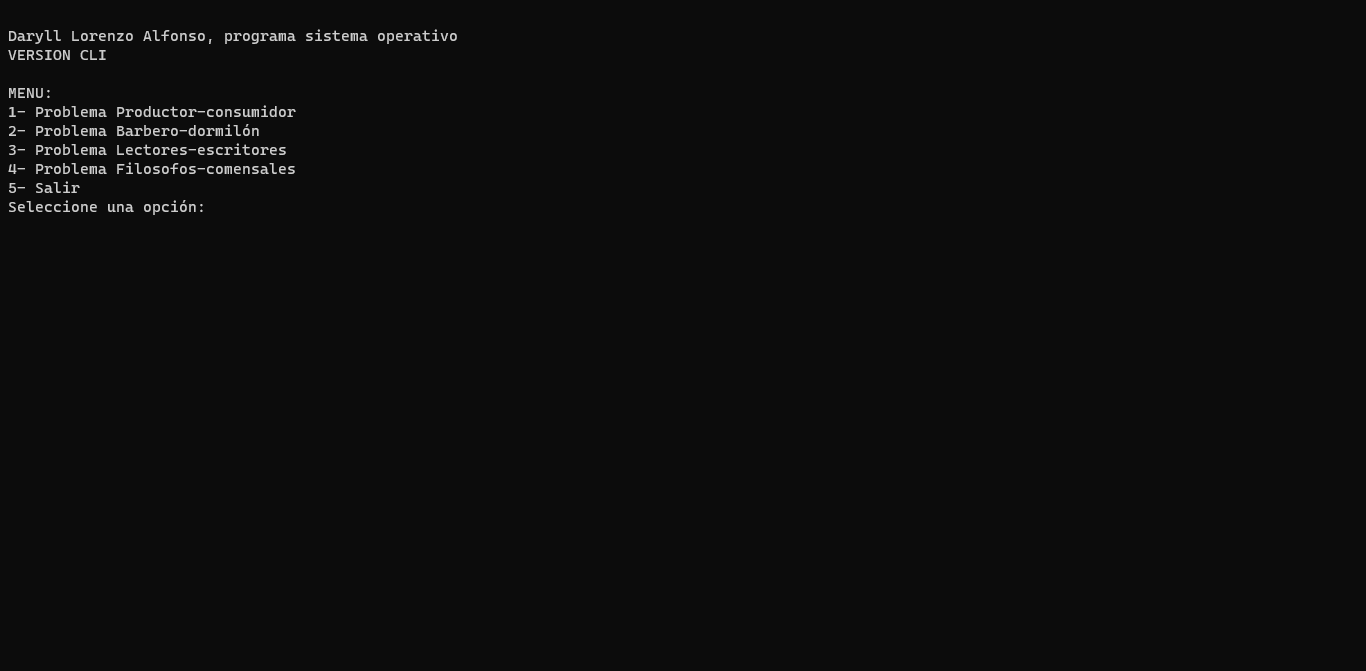 Daryll Lorenzo Alfonso, programa sistema operativo
VERSION CLI
MENU:
1- Problema Productor-consumidor
2- Problema Barbero-dormilón
3- Problema Lectores-escritores
4- Problema Filosofos-comensales
5- Salir
Seleccione una opción: